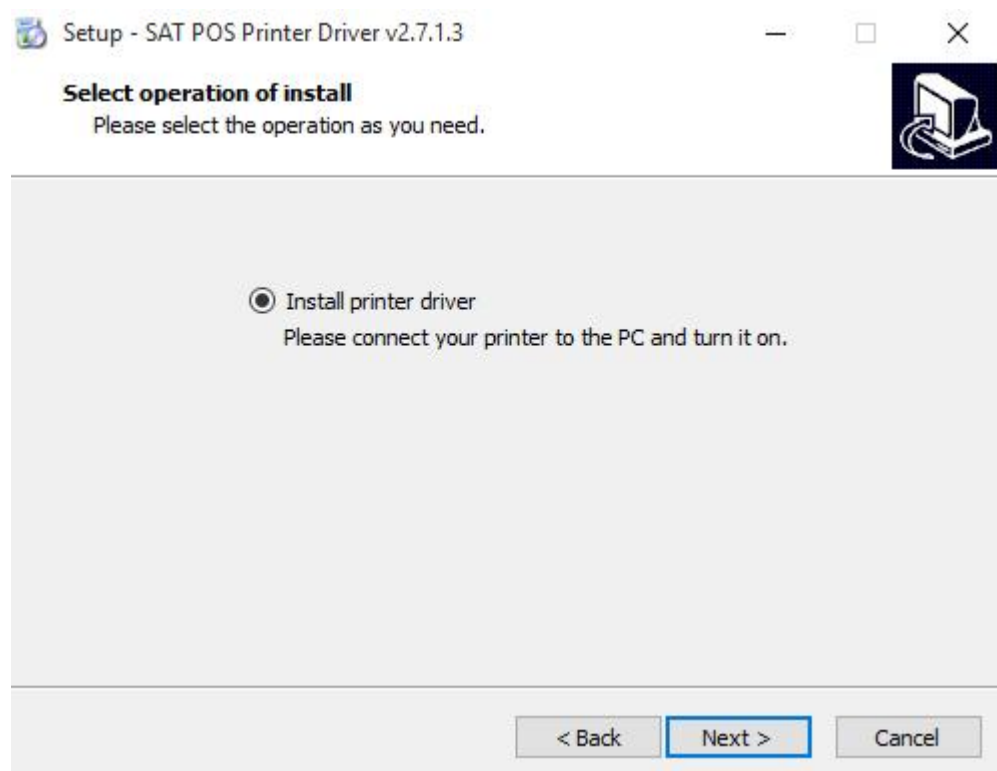 Setup - SAT POS Printer Driver v2.7.1.3
Select operation of install
Please select the operation as you need.
Install printer driver
Please connect your printer to the PC and turn it on.
< Back Next > Cancel